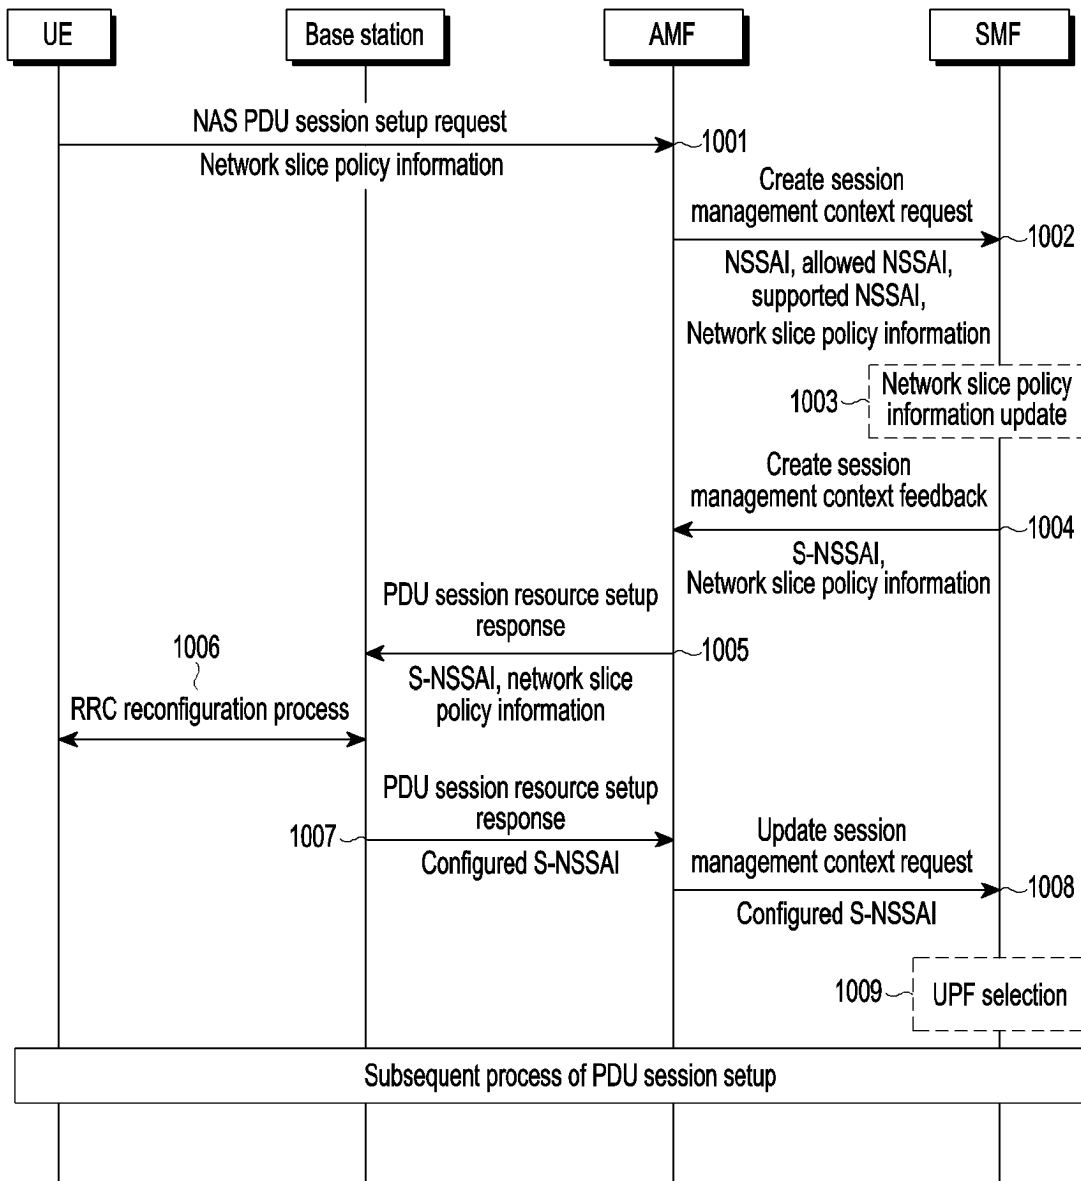 UE
Base station
AMF
SMF
NAS PDU session setup request
1001
Network slice policy information
Create session
management context request
1002
NSSAI, allowed NSSAI,
supported NSSAI,
Network slice policy information
1003
Network slice policy
information update
Create session
management context feedback
1004
S-NSSAI,
Network slice policy information
PDU session resource setup
response
1005
S-NSSAI, network slice
policy information
1006
RRC reconfiguration process
PDU session resource setup
response
1007
Configured S-NSSAI
Update session
management context request
1008
Configured S-NSSAI
1009
UPF selection
Subsequent process of PDU session setup